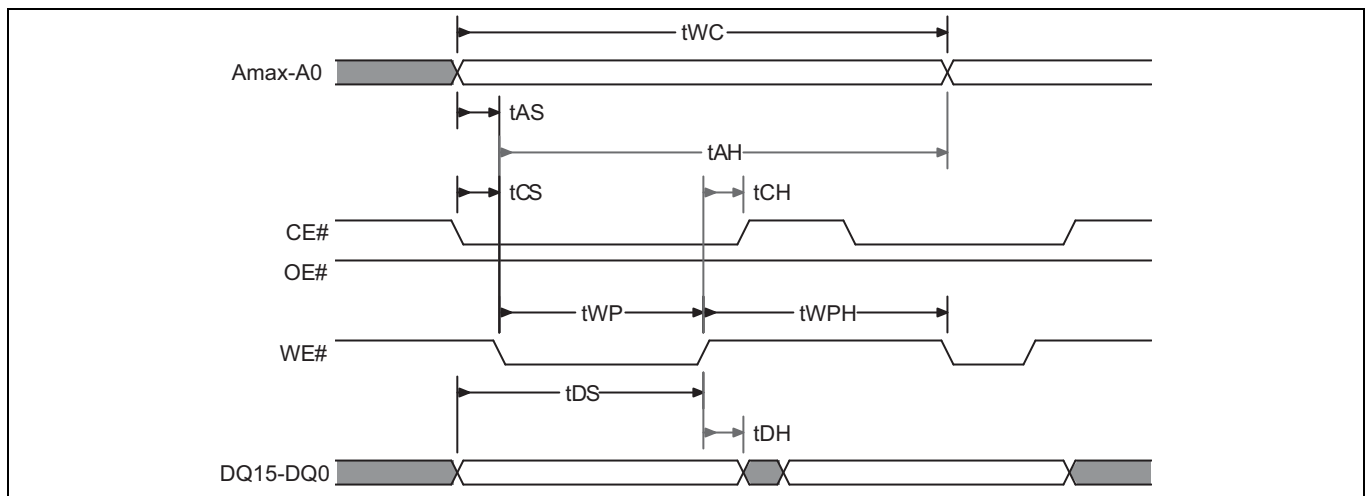 tWC
Amax-A0
tAS
tAH
tCS
tCH
CE#
OE#
tWP
tWPH
WE#
tDS
tDH
DQ15-DQ0